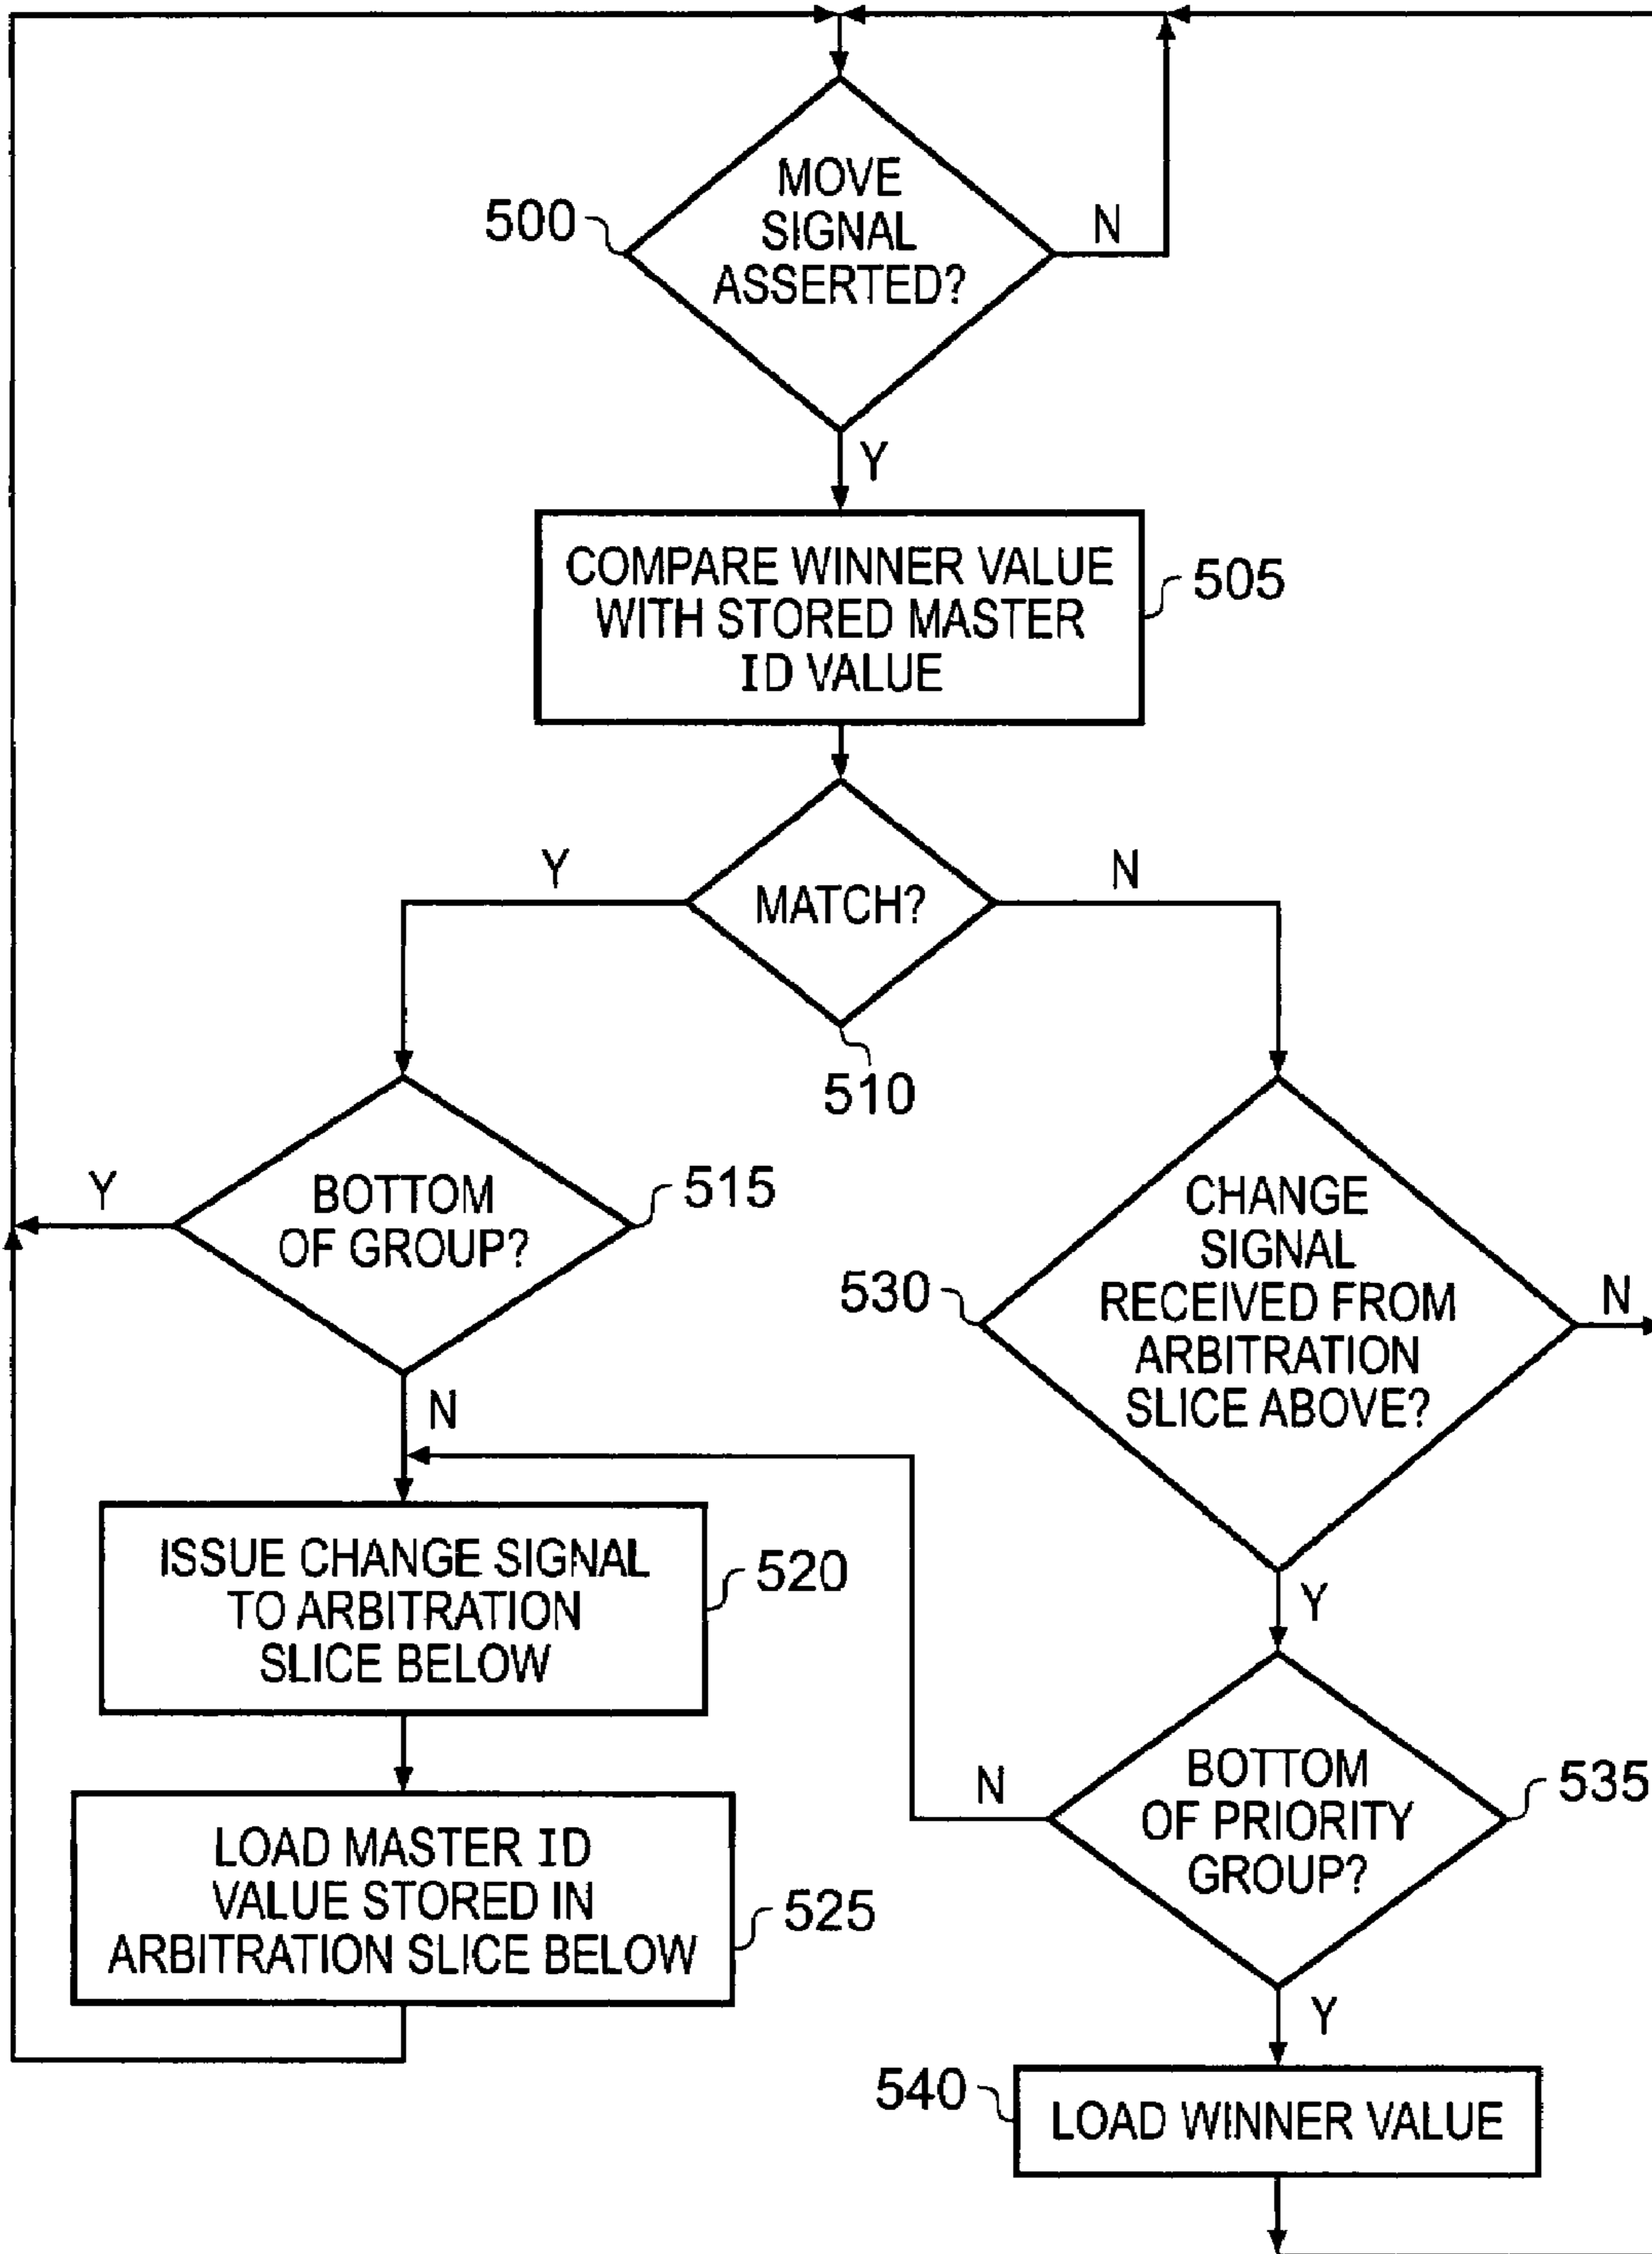 MOVE
SIGNAL
ASSERTED?
500
N
Y
COMPARE WINNER VALUE
WITH STORED MASTER
ID VALUE
505
Y
MATCH?
N
510
Y
BOTTOM
OF GROUP?
515
N
CHANGE
SIGNAL
RECEIVED FROM
ARBITRATION
SLICE ABOVE?
530
N
Y
ISSUE CHANGE SIGNAL
TO ARBITRATION
SLICE BELOW
520
LOAD MASTER ID
VALUE STORED IN
ARBITRATION SLICE BELOW
525
N
BOTTOM
OF PRIORITY
GROUP?
535
Y
540
LOAD WINNER VALUE